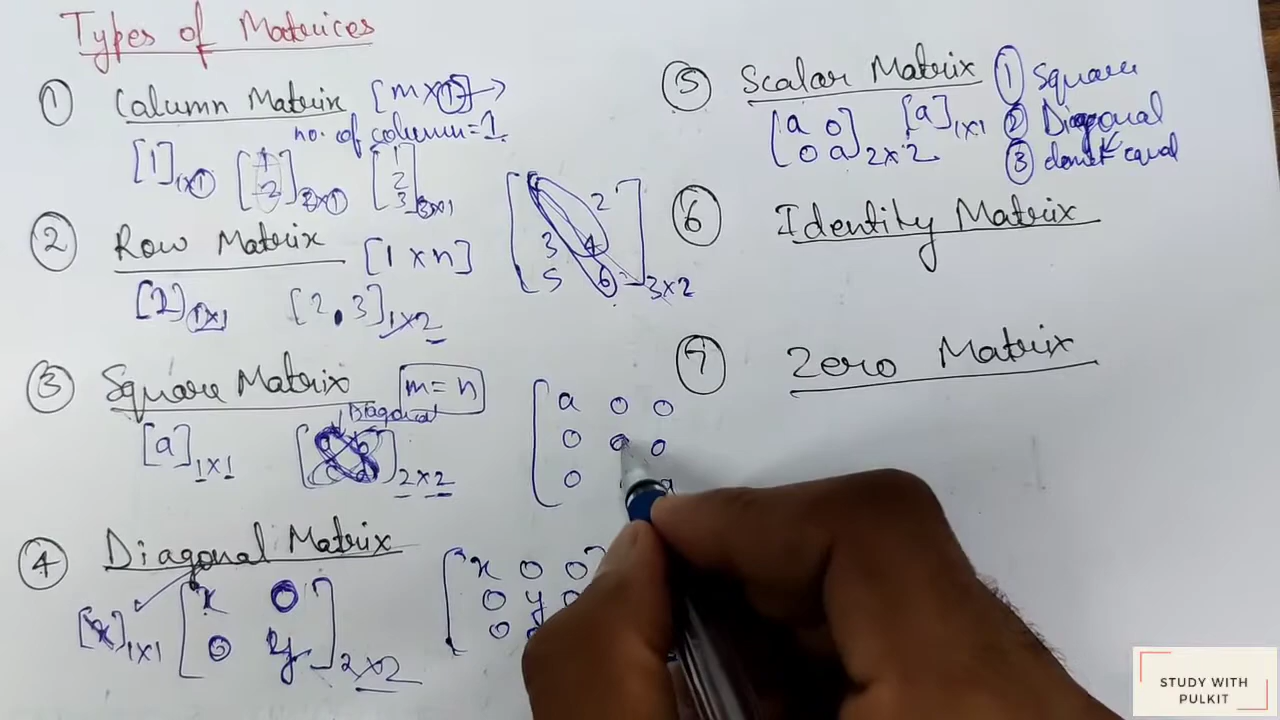 Types of Matrices
① Column Matrix [m×1] →
no. of column=1.
[1]1×1 [1 2]2×1 [1 2 3]3×1
② Row Matrix [1×n]
[2]1×1 [2,3]1×2
③ Square Matrix m=n
Diagonal
[a]1×1 2×2
④ Diagonal Matrix
[x]1×1 [x 0
0 y]2×2
[x 0 0
0 y 0
0
2
3 4
5 6 3×2
[a 0 0
0 a 0
0 a
⑤ Scalar Matrix ① Square
[a 0
0 a]2×2 [a]1×1 ② Diagonal
③ equal
⑥ Identity Matrix
⑦ Zero Matrix
STUDY WITH
PULKIT